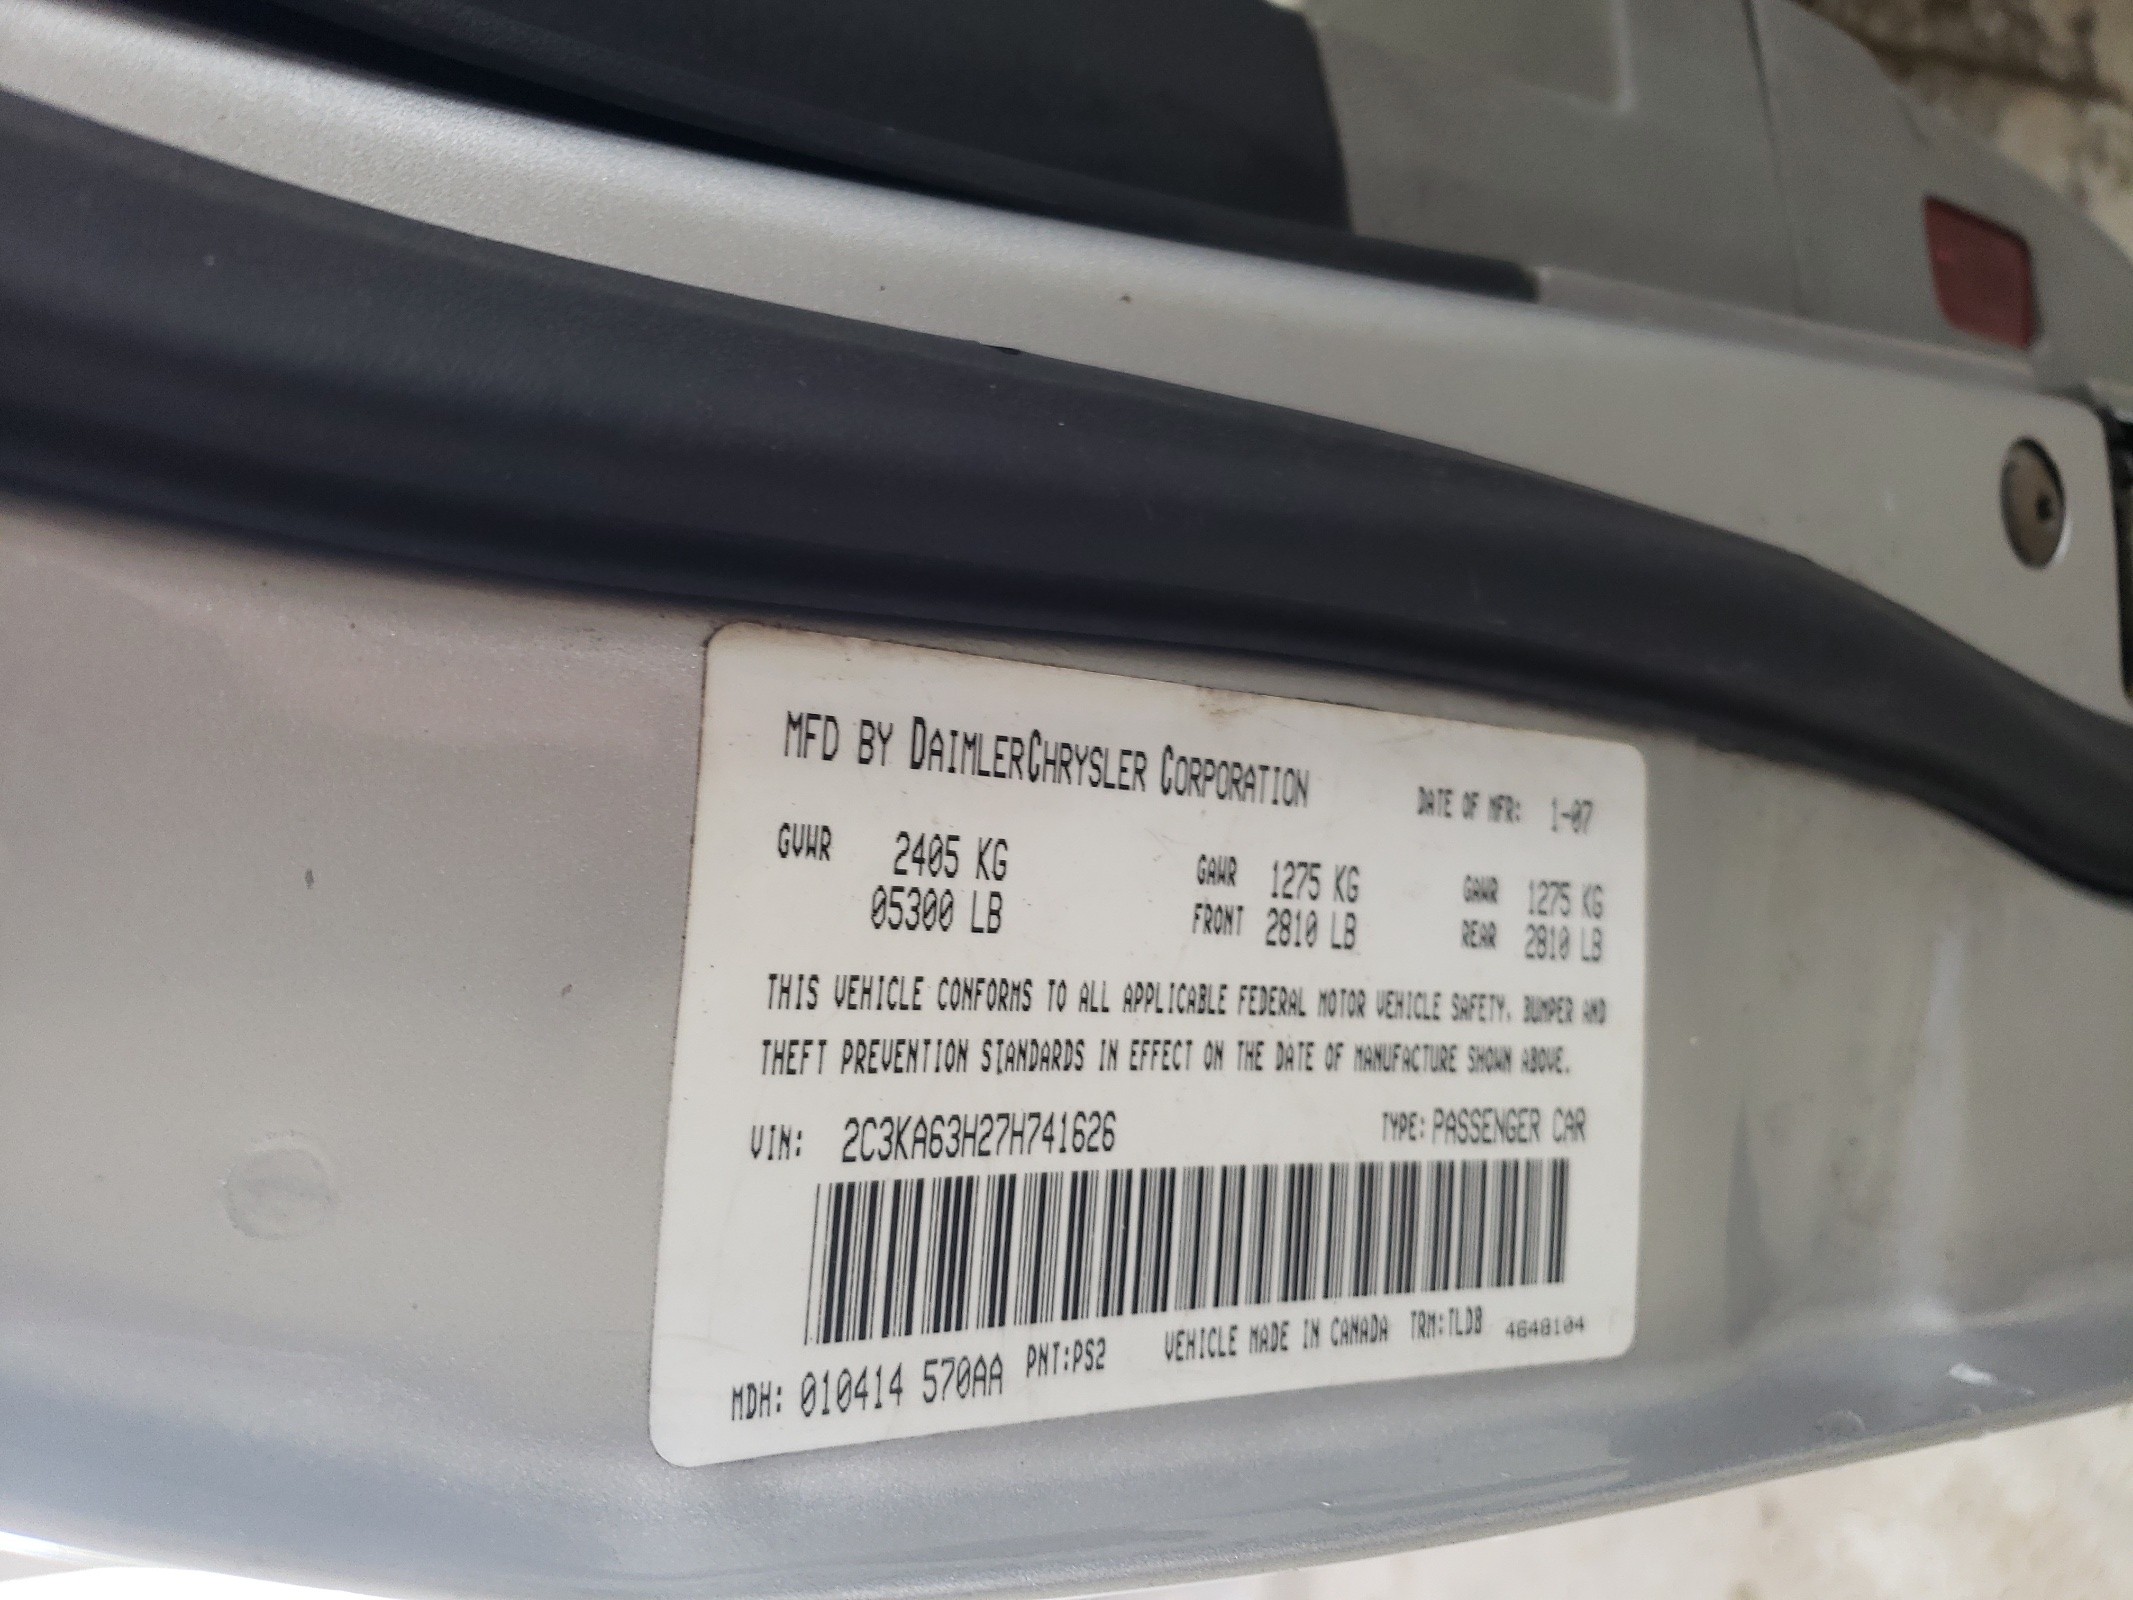 MFD BY DAIMLERCHRYSLER CORPORATION DATE OF MFR: 1-07
GVWR 2405 KG GAWR 1275 KG GAWR 1275 KG
05300 LB FRONT 2810 LB REAR 2810 LB
THIS VEHICLE CONFORMS TO ALL APPLICABLE FEDERAL MOTOR VEHICLE SAFETY, BUMPER AND
THEFT PREVENTION STANDARDS IN EFFECT ON THE DATE OF MANUFACTURE SHOWN ABOVE.
VIN: 2C3KA63H27H741626 TYPE: PASSENGER CAR
MDH: 010414 570AA PNT:PS2 VEHICLE MADE IN CANADA TRM:TLD8 4648104